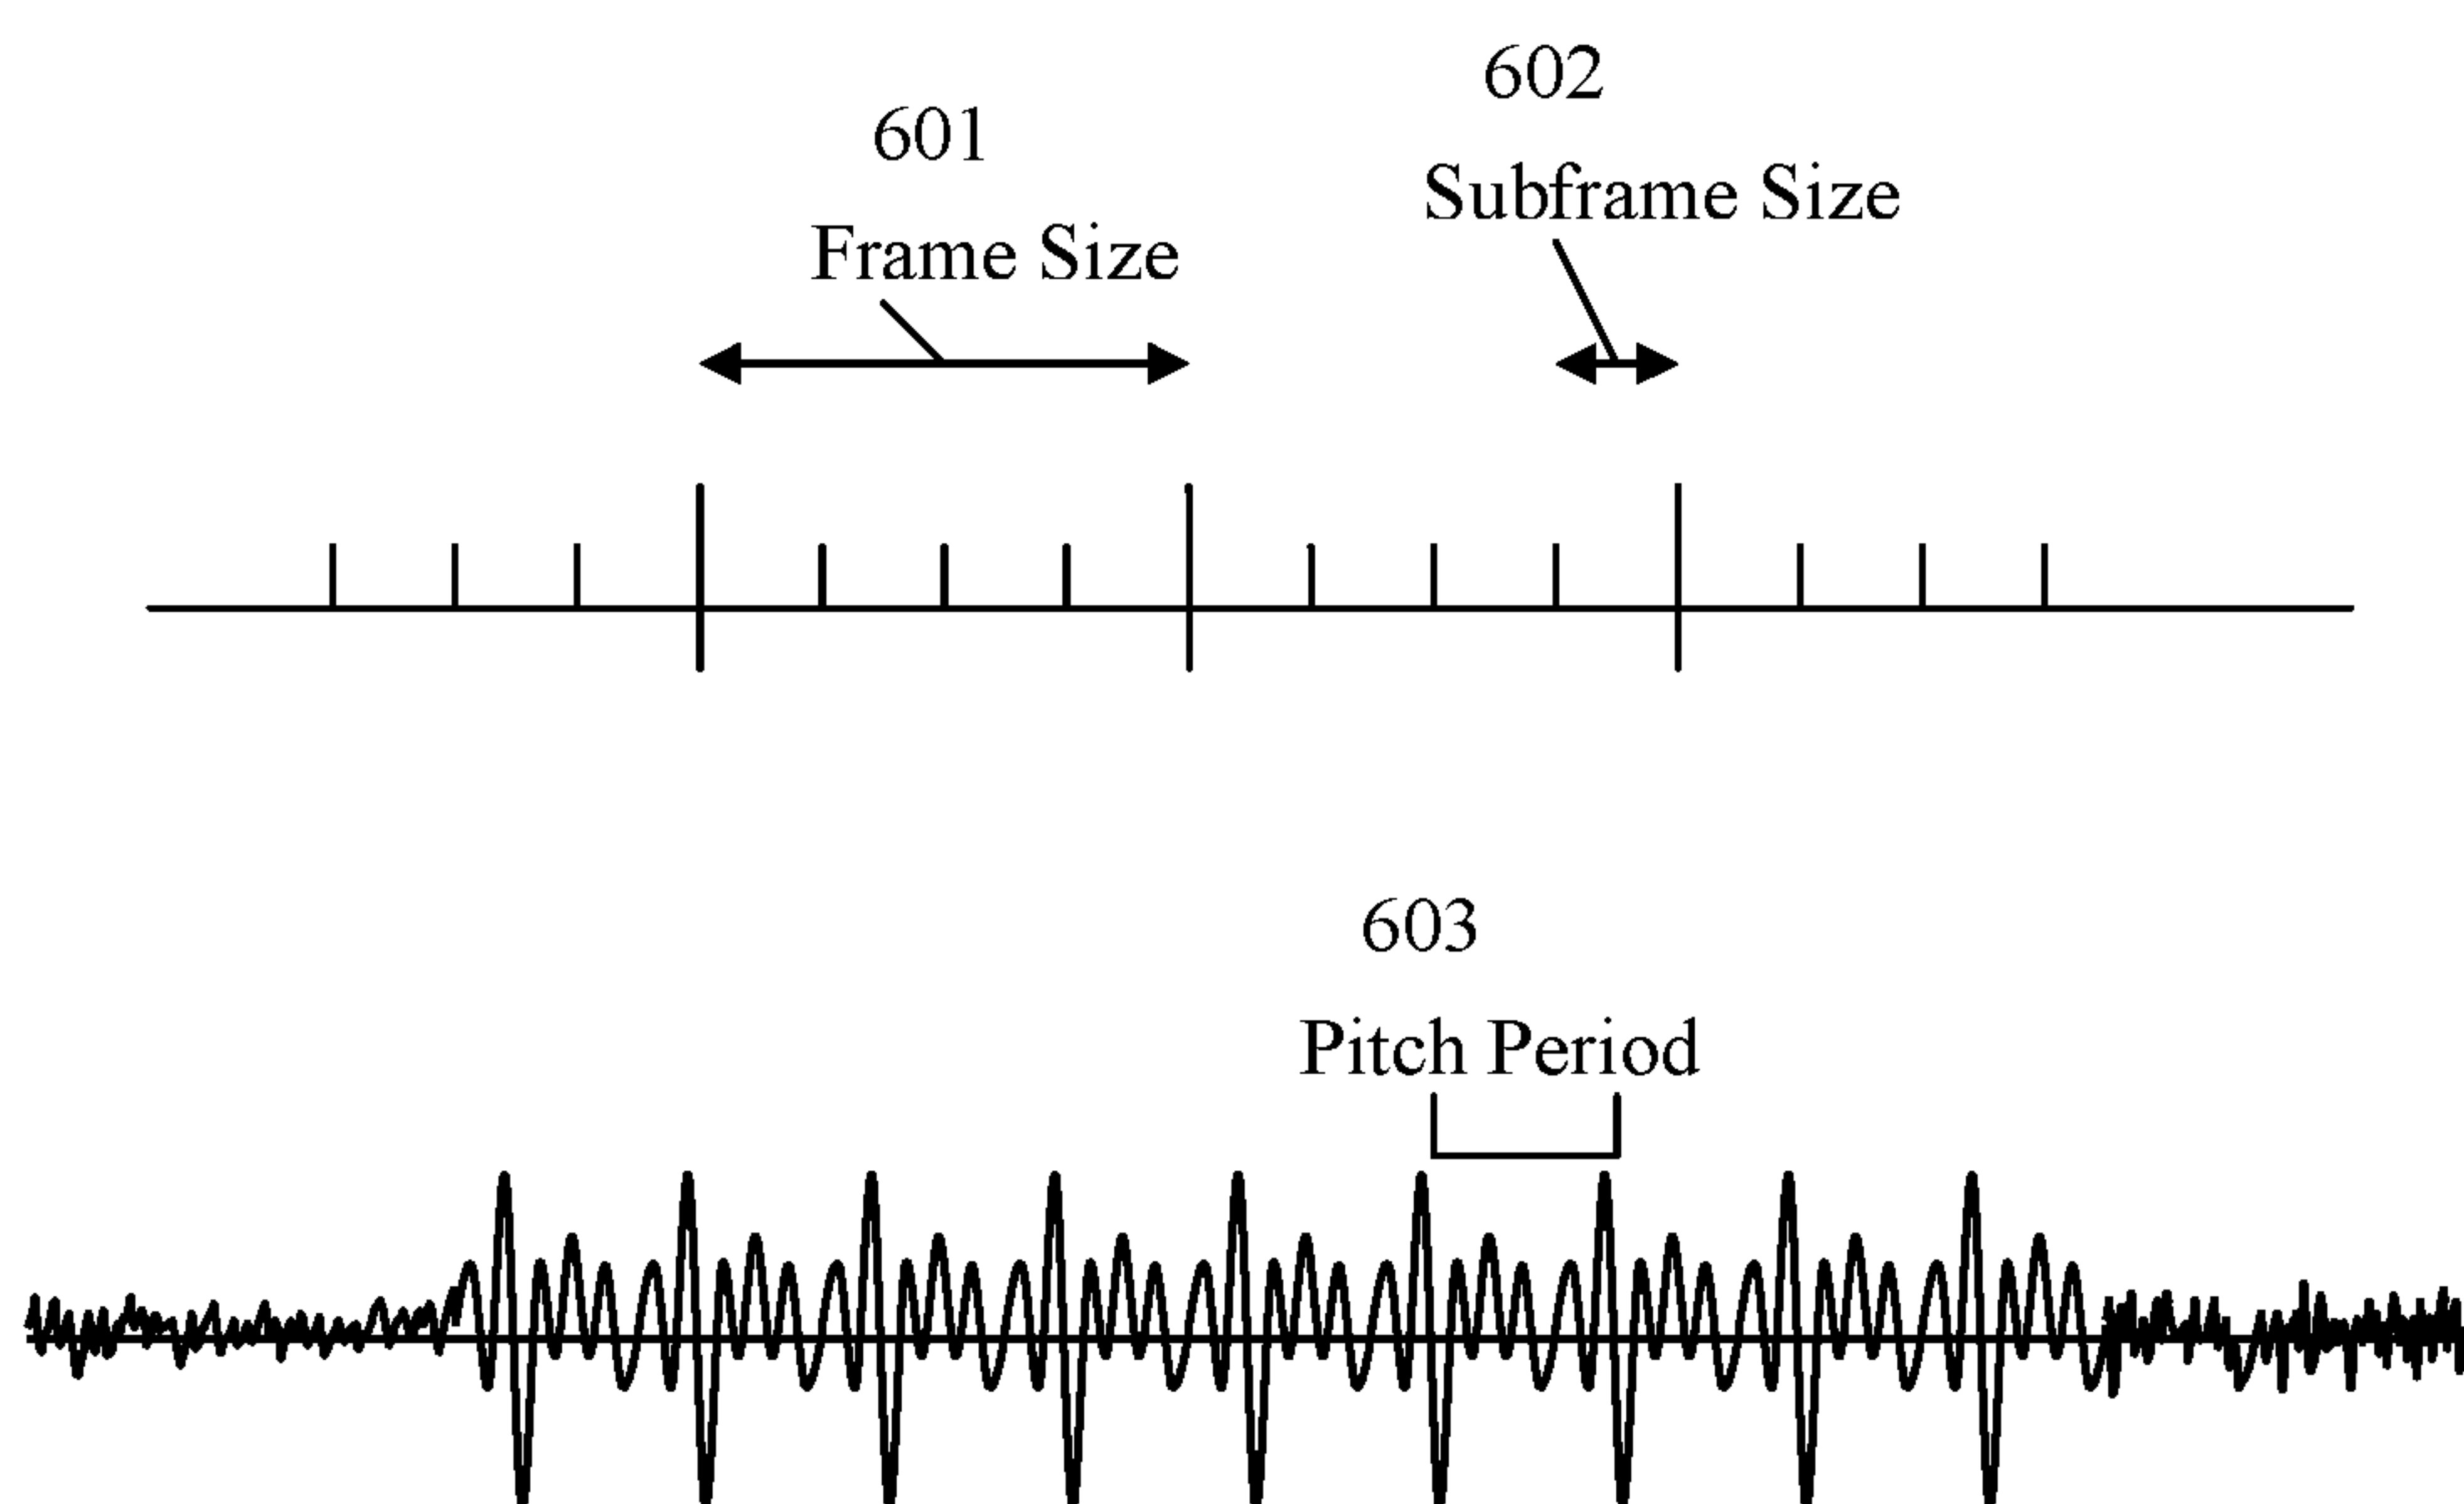 601
Frame Size
602
Subframe Size
603
Pitch Period